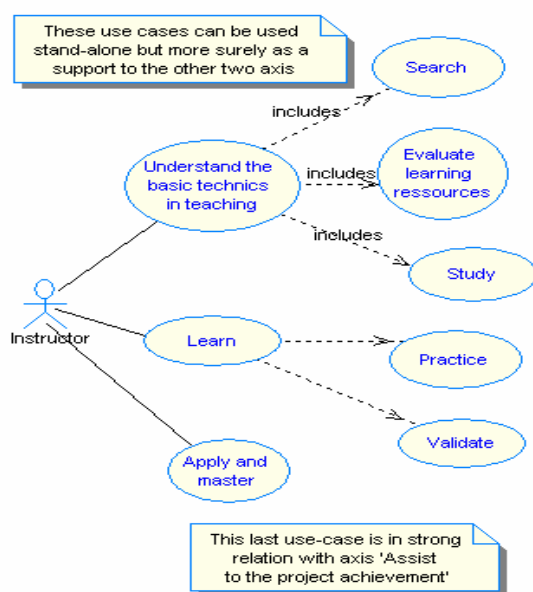 These use cases can be used
stand-alone but more surely as a
support to the other two axis
Search
includes
Understand the
basic technics
in teaching
includes
Evaluate
learning
ressources
includes
Study
Instructor
Learn
Practice
Validate
Apply and
master
This last use-case is in strong
relation with axis 'Assist
to the project achievement'